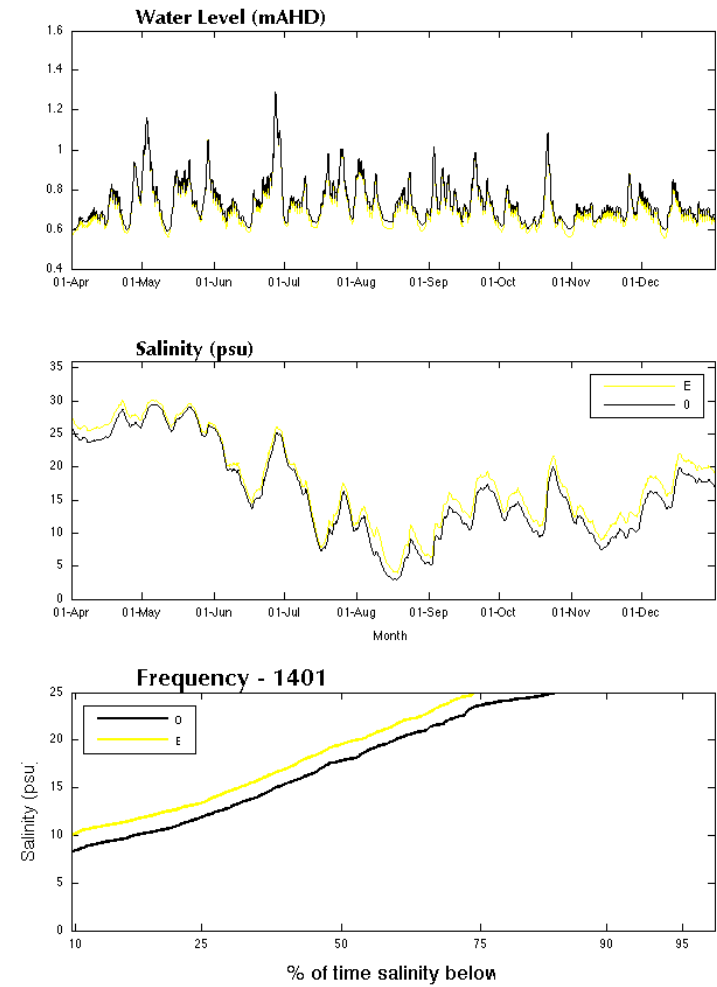 Water Level (mAHD)
1.6
1.4
1.2
1
0.8
0.6
0.4
01-Apr 01-May 01-Jun 01-Jul 01-Aug 01-Sep 01-Oct 01-Nov 01-Dec
Salinity (psu)
35
30
25
20
15
10
5
0
E
0
01-Apr 01-May 01-Jun 01-Jul 01-Aug 01-Sep 01-Oct 01-Nov 01-Dec
Month
Frequency - 1401
25
20
15
10
5
0
0
E
Salinity (psu)
10 25 50 75 90 95
% of time salinity below